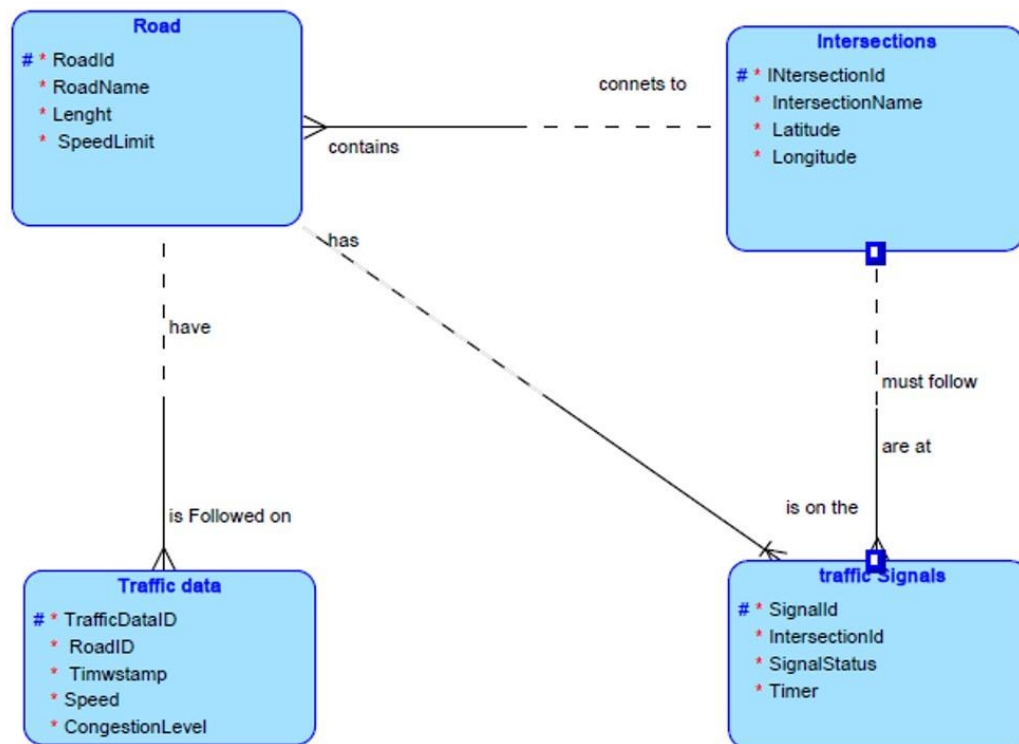 Road
# * RoadId
* RoadName
* Lenght
* SpeedLimit
Intersections
# * INtersectionId
* IntersectionName
* Latitude
* Longitude
connets to
contains
has
have
must follow
are at
is on the
is Followed on
Traffic data
# * TrafficDataID
* RoadID
* Timwstamp
* Speed
* CongestionLevel
traffic Signals
# * SignalId
* IntersectionId
* SignalStatus
* Timer